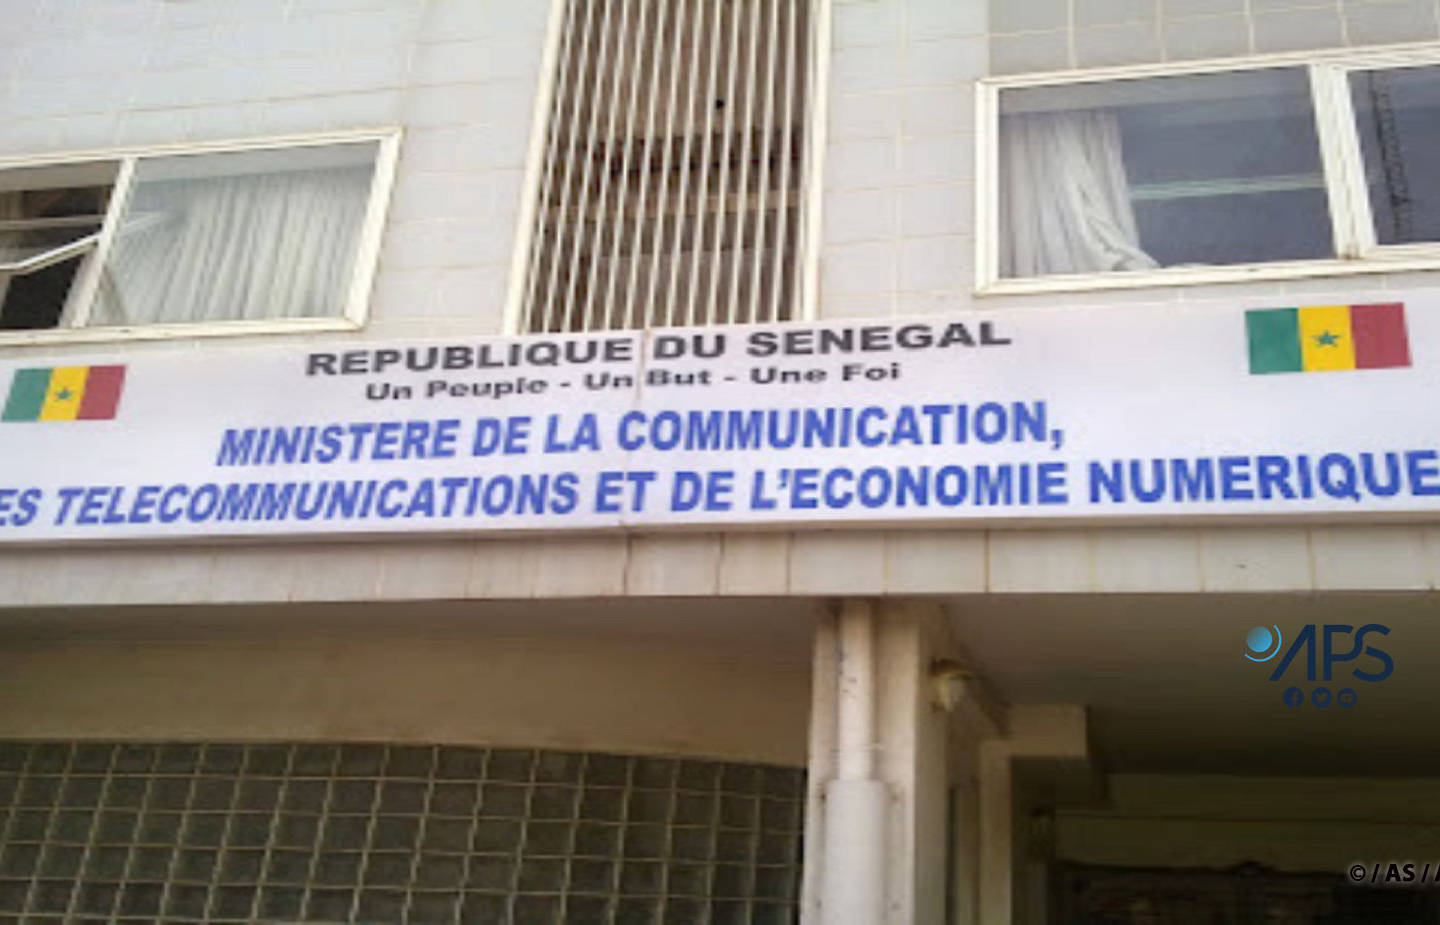 REPUBLIQUE DU SENEGAL
Un Peuple - Un But - Une Foi
MINISTERE DE LA COMMUNICATION,
ES TELECOMMUNICATIONS ET DE L'ECONOMIE NUMERIQUE
APS
© / AS / A